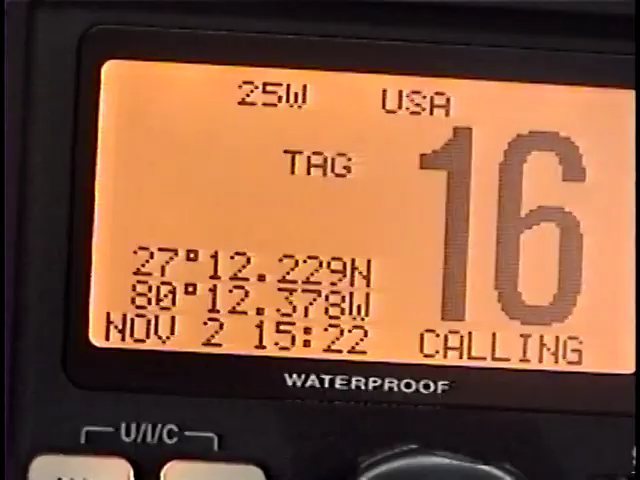 25W USA
TAG
16
27°12.229N
80°12.378W
NOV 2 15:22
CALLING
WATERPROOF
U/I/C